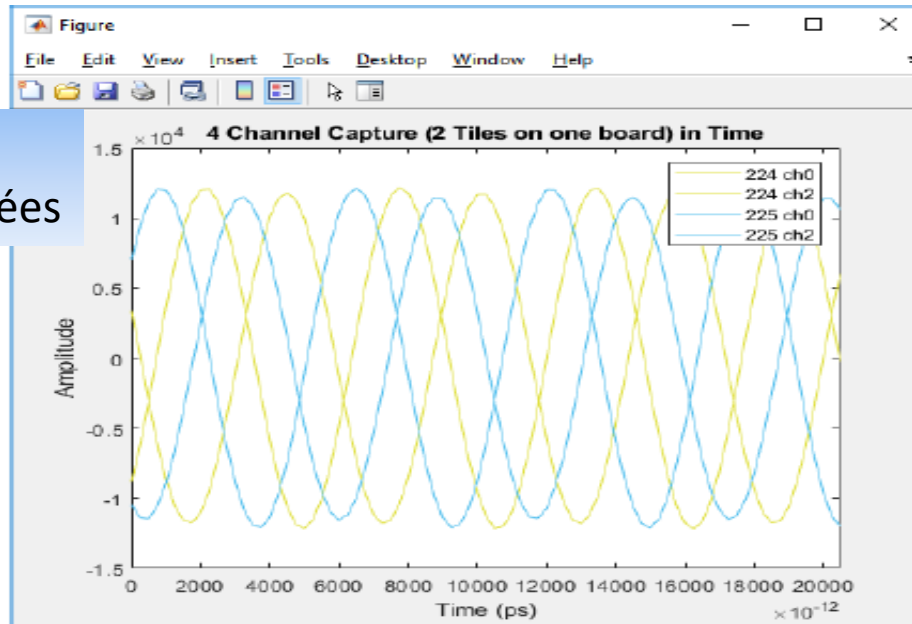 Figure
File Edit View Insert Tools Desktop Window Help
ées
4 Channel Capture (2 Tiles on one board) in Time
×10^4
1.5
1
0.5
0
-0.5
-1
-1.5
Amplitude
224 ch0
224 ch2
225 ch0
225 ch2
0 2000 4000 6000 8000 10000 12000 14000 16000 18000 20000
Time (ps)
×10^-12